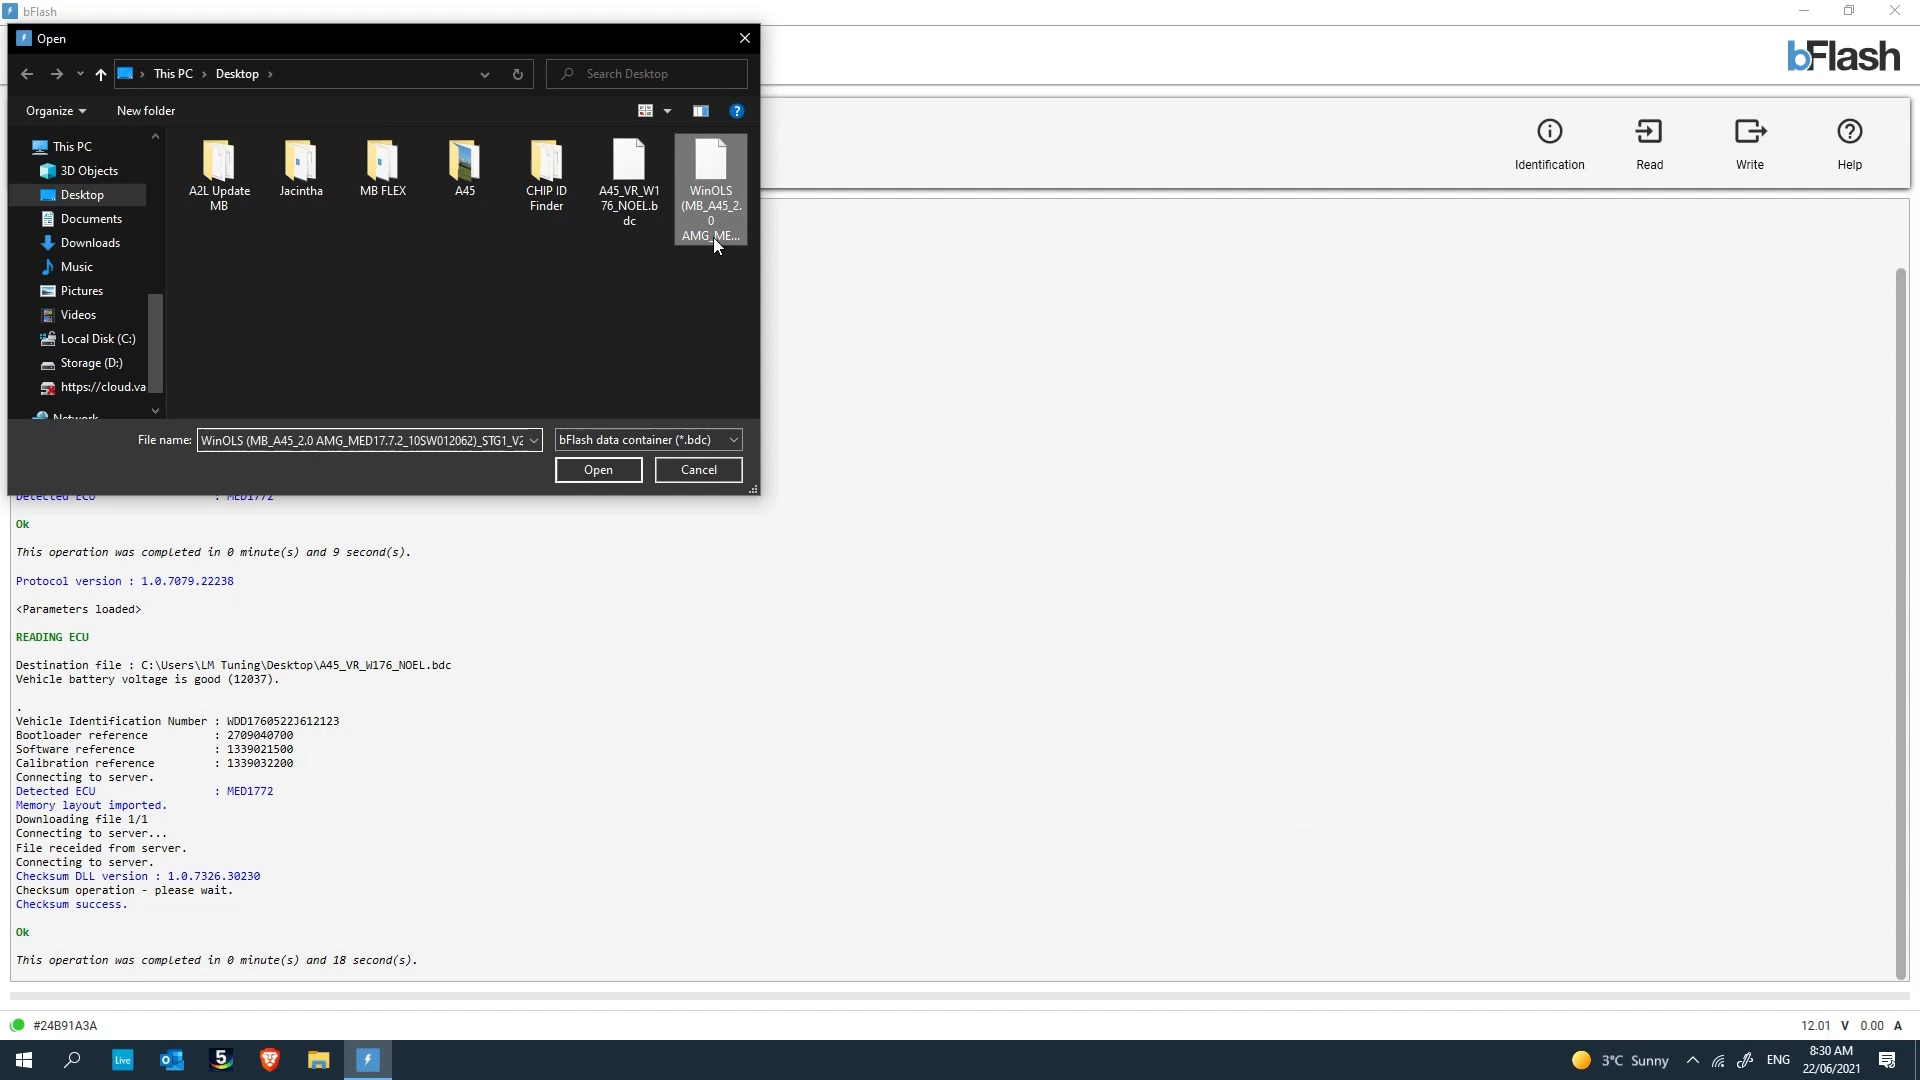 bFlash
Open
This PC
Desktop
Search Desktop
bFlash
Organize
New folder
This PC
3D Objects
Desktop
Documents
Downloads
Music
Pictures
Videos
Local Disk (C:)
Storage (D:)
https://cloud.va
Network
A2L Update
MB
Jacintha
MB FLEX
A45
CHIP ID
Finder
A45_VR_W1
76_NOEL.b
dc
WinOLS
(MB_A45_2.
0
AMG_ME...
Identification
Read
Write
Help
File name:
WinOLS (MB_A45_2.0 AMG_MED17.7.2_10SW012062)_STG1_V2
bFlash data container (*.bdc)
Open
Cancel
Detected ECU : MED1772
Ok
This operation was completed in 0 minute(s) and 9 second(s).
Protocol version : 1.0.7079.22238
<Parameters loaded>
READING ECU
Destination file : C:\Users\LM Tuning\Desktop\A45_VR_W176_NOEL.bdc
Vehicle battery voltage is good (12037).
.
Vehicle Identification Number : WDD1760522J612123
Bootloader reference : 2709040700
Software reference : 1339021500
Calibration reference : 1339032200
Connecting to server.
Detected ECU : MED1772
Memory layout imported.
Downloading file 1/1
Connecting to server...
File receided from server.
Connecting to server.
Checksum DLL version : 1.0.7326.30230
Checksum operation - please wait.
Checksum success.
Ok
This operation was completed in 0 minute(s) and 18 second(s).
#24B91A3A
12.01 V 0.00 A
Live
5
3°C Sunny
ENG
8:30 AM
22/06/2021